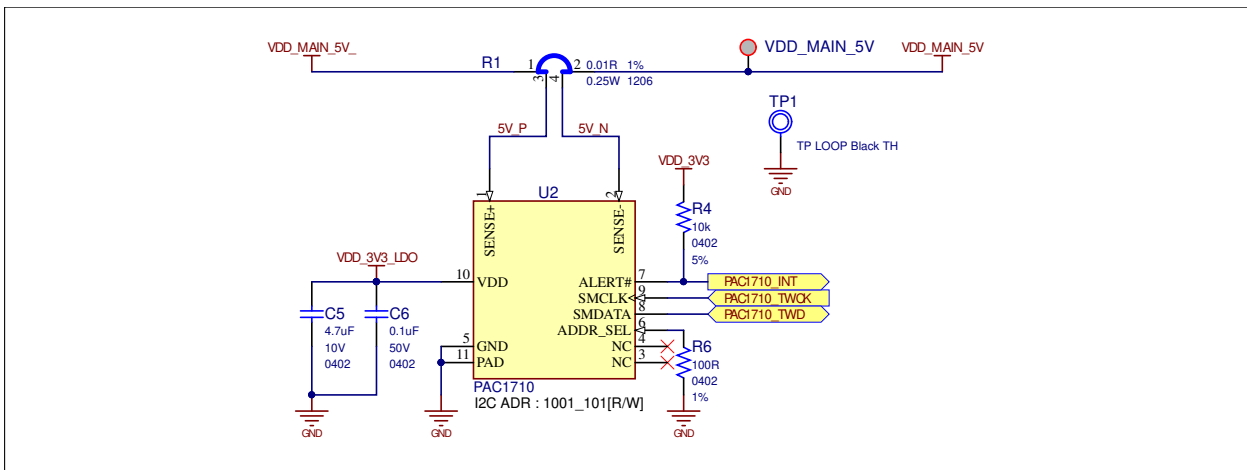 VDD_MAIN_5V_
R1
1
2
3
4
0.01R 1%
0.25W 1206
VDD_MAIN_5V
VDD_MAIN_5V
TP1
TP LOOP Black TH
GND
5V_P
5V_N
VDD_3V3
R4
10k
0402
5%
U2
1
SENSE+
2
SENSE-
VDD_3V3_LDO
10 VDD
ALERT# 7
PAC1710_INT
SMCLK 9
PAC1710_TWCK
SMDATA 8
PAC1710_TWD
ADDR_SEL 6
NC 4
NC 3
5 GND
11 PAD
C5
4.7uF
10V
0402
C6
0.1uF
50V
0402
R6
100R
0402
1%
PAC1710
I2C ADR : 1001_101[R/W]
GND
GND
GND